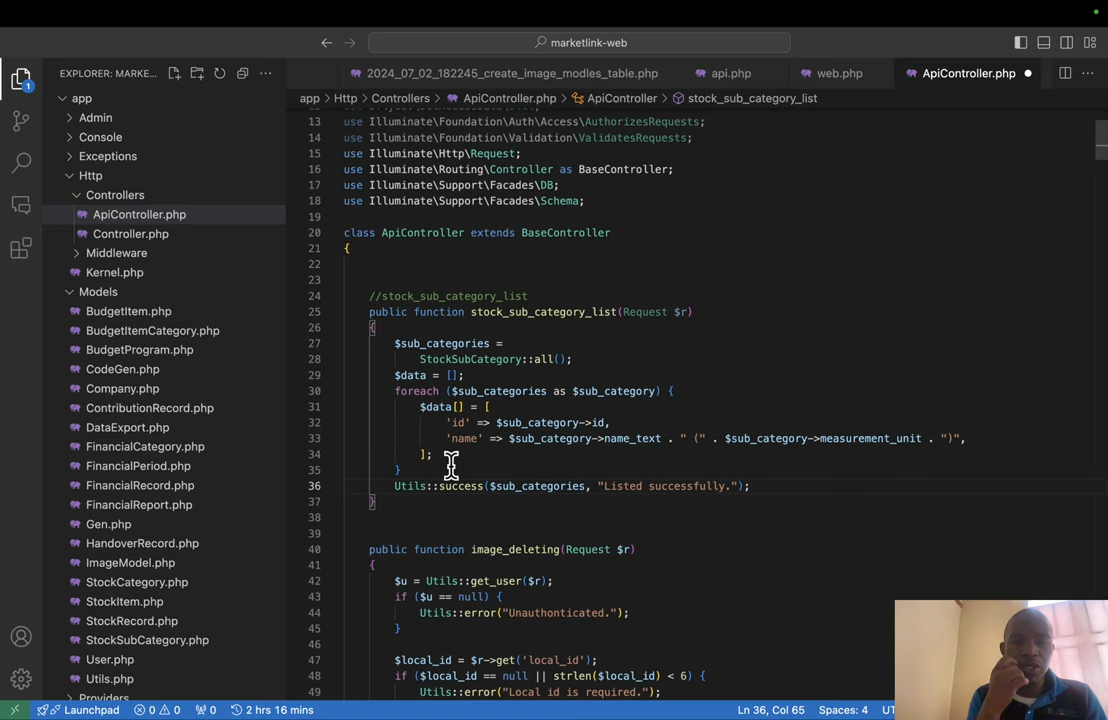 marketlink-web
EXPLORER: MARKE...
2024_07_02_182245_create_image_modles_table.php
api.php
web.php
ApiController.php
app > Http > Controllers > ApiController.php > ApiController > stock_sub_category_list
app
Admin
Console
Exceptions
Http
Controllers
ApiController.php
Controller.php
Middleware
Kernel.php
Models
BudgetItem.php
BudgetItemCategory.php
BudgetProgram.php
CodeGen.php
Company.php
ContributionRecord.php
DataExport.php
FinancialCategory.php
FinancialPeriod.php
FinancialRecord.php
FinancialReport.php
Gen.php
HandoverRecord.php
ImageModel.php
StockCategory.php
StockItem.php
StockRecord.php
StockSubCategory.php
User.php
Utils.php
Providers
13 use Illuminate\Foundation\Auth\Access\AuthorizesRequests;
14 use Illuminate\Foundation\Validation\ValidatesRequests;
15 use Illuminate\Http\Request;
16 use Illuminate\Routing\Controller as BaseController;
17 use Illuminate\Support\Facades\DB;
18 use Illuminate\Support\Facades\Schema;
19
20 class ApiController extends BaseController
21 {
22
23
24 //stock_sub_category_list
25 public function stock_sub_category_list(Request $r)
26 {
27 $sub_categories =
28 StockSubCategory::all();
29 $data = [];
30 foreach ($sub_categories as $sub_category) {
31 $data[] = [
32 'id' => $sub_category->id,
33 'name' => $sub_category->name_text . " (" . $sub_category->measurement_unit . ")",
34 ];
35 }
36 Utils::success($sub_categories, "Listed successfully.");
37 }
38
39
40 public function image_deleting(Request $r)
41 {
42 $u = Utils::get_user($r);
43 if ($u == null) {
44 Utils::error("Unauthonticated.");
45 }
46
47 $local_id = $r->get('local_id');
48 if ($local_id == null || strlen($local_id) < 6) {
49 Utils::error("Local id is required.");
Launchpad
0 0
0
2 hrs 16 mins
Ln 36, Col 65
Spaces: 4
1